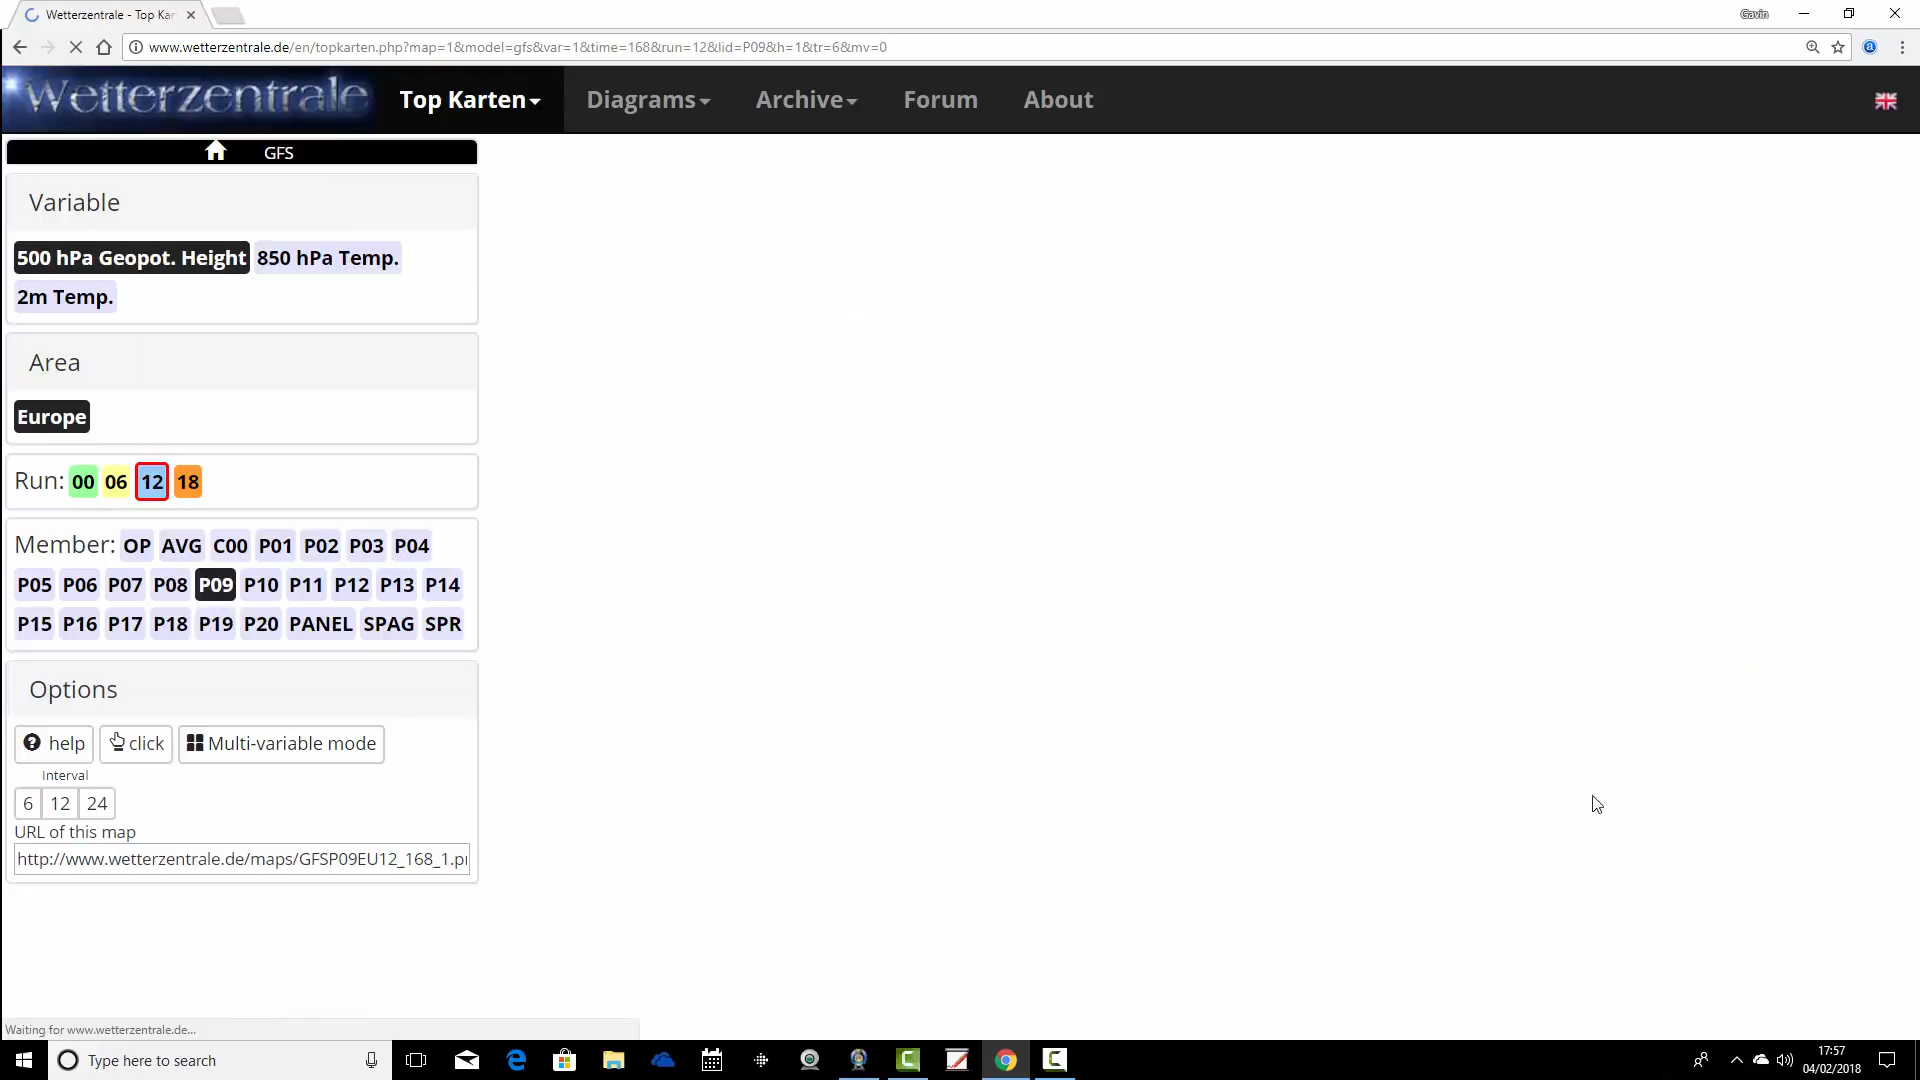 Wetterzentrale - Top Kar
Gavin
www.wetterzentrale.de/en/topkarten.php?map=1&model=gfs&var=1&time=168&run=12&lid=P09&h=1&tr=6&mv=0
Wetterzentrale Top Karten Diagrams Archive Forum About
GFS
Variable
500 hPa Geopot. Height 850 hPa Temp.
2m Temp.
Area
Europe
Run: 00 06 12 18
Member: OP AVG C00 P01 P02 P03 P04
P05 P06 P07 P08 P09 P10 P11 P12 P13 P14
P15 P16 P17 P18 P19 P20 PANEL SPAG SPR
Options
help click Multi-variable mode
Interval
6 12 24
URL of this map
http://www.wetterzentrale.de/maps/GFSP09EU12_168_1.p
Waiting for www.wetterzentrale.de...
Type here to search
17:57
04/02/2018